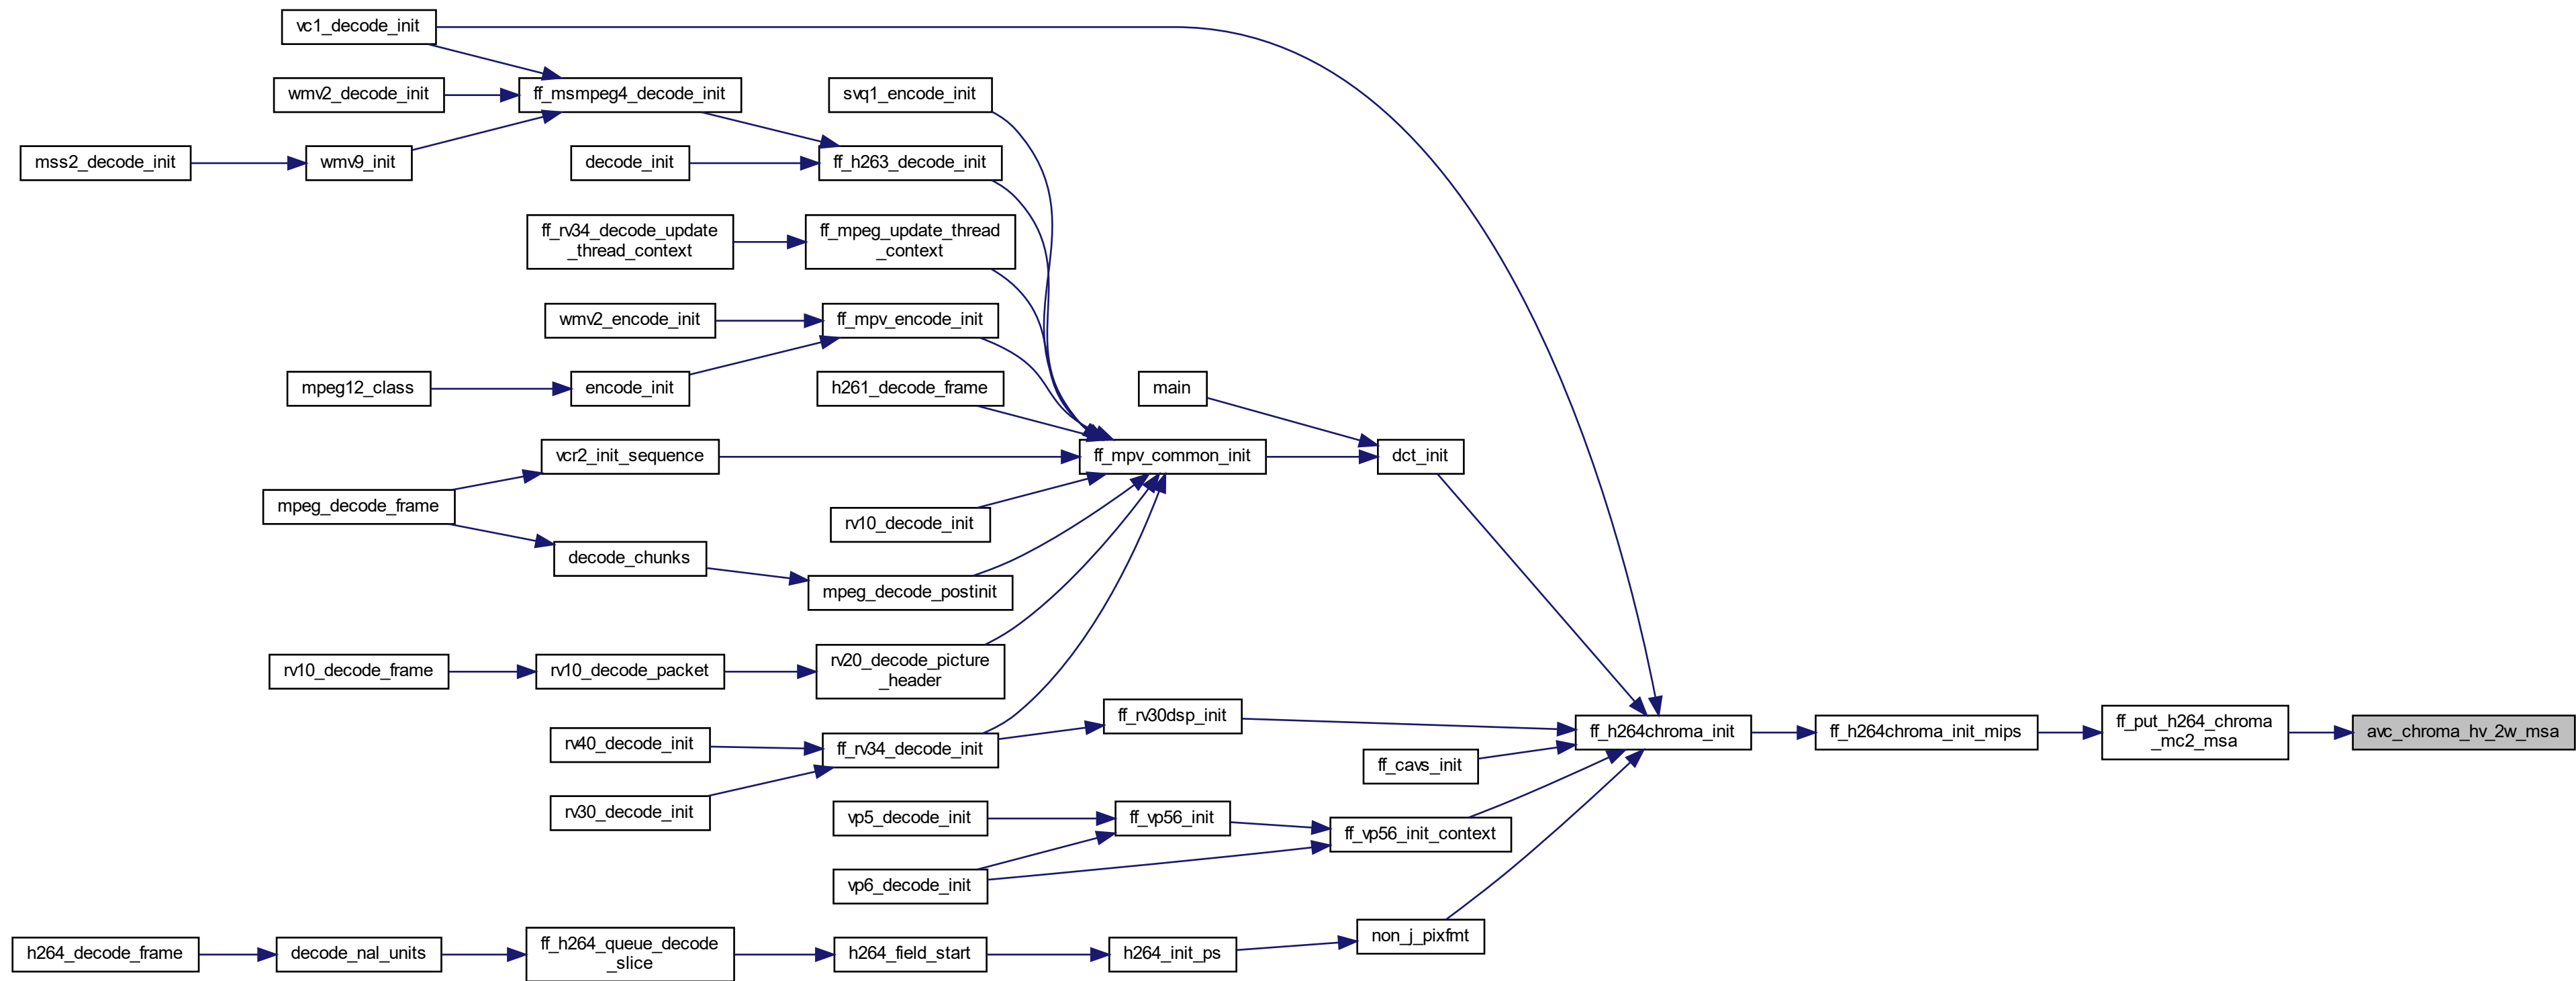 vc1_decode_init
wmv2_decode_init
ff_msmpeg4_decode_init
svq1_encode_init
mss2_decode_init
wmv9_init
decode_init
ff_h263_decode_init
ff_rv34_decode_update
_thread_context
ff_mpeg_update_thread
_context
wmv2_encode_init
ff_mpv_encode_init
mpeg12_class
encode_init
h261_decode_frame
main
vcr2_init_sequence
ff_mpv_common_init
dct_init
mpeg_decode_frame
rv10_decode_init
decode_chunks
mpeg_decode_postinit
rv10_decode_frame
rv10_decode_packet
rv20_decode_picture
_header
ff_rv30dsp_init
rv40_decode_init
ff_rv34_decode_init
ff_h264chroma_init
ff_h264chroma_init_mips
ff_put_h264_chroma
_mc2_msa
avc_chroma_hv_2w_msa
ff_cavs_init
rv30_decode_init
vp5_decode_init
ff_vp56_init
ff_vp56_init_context
vp6_decode_init
non_j_pixfmt
h264_decode_frame
decode_nal_units
ff_h264_queue_decode
_slice
h264_field_start
h264_init_ps